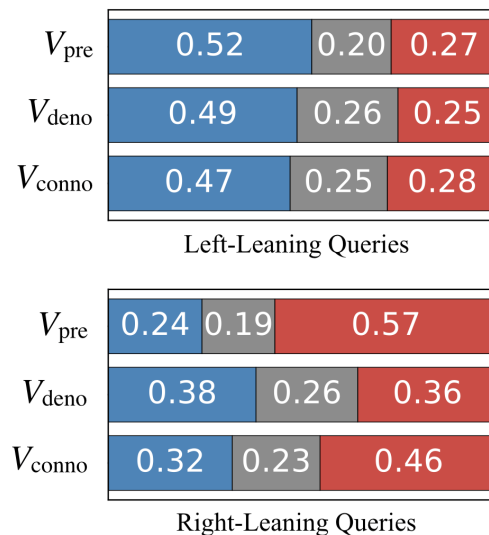 V_pre 0.52 0.20 0.27
V_deno 0.49 0.26 0.25
V_conno 0.47 0.25 0.28
Left-Leaning Queries
V_pre 0.24 0.19 0.57
V_deno 0.38 0.26 0.36
V_conno 0.32 0.23 0.46
Right-Leaning Queries